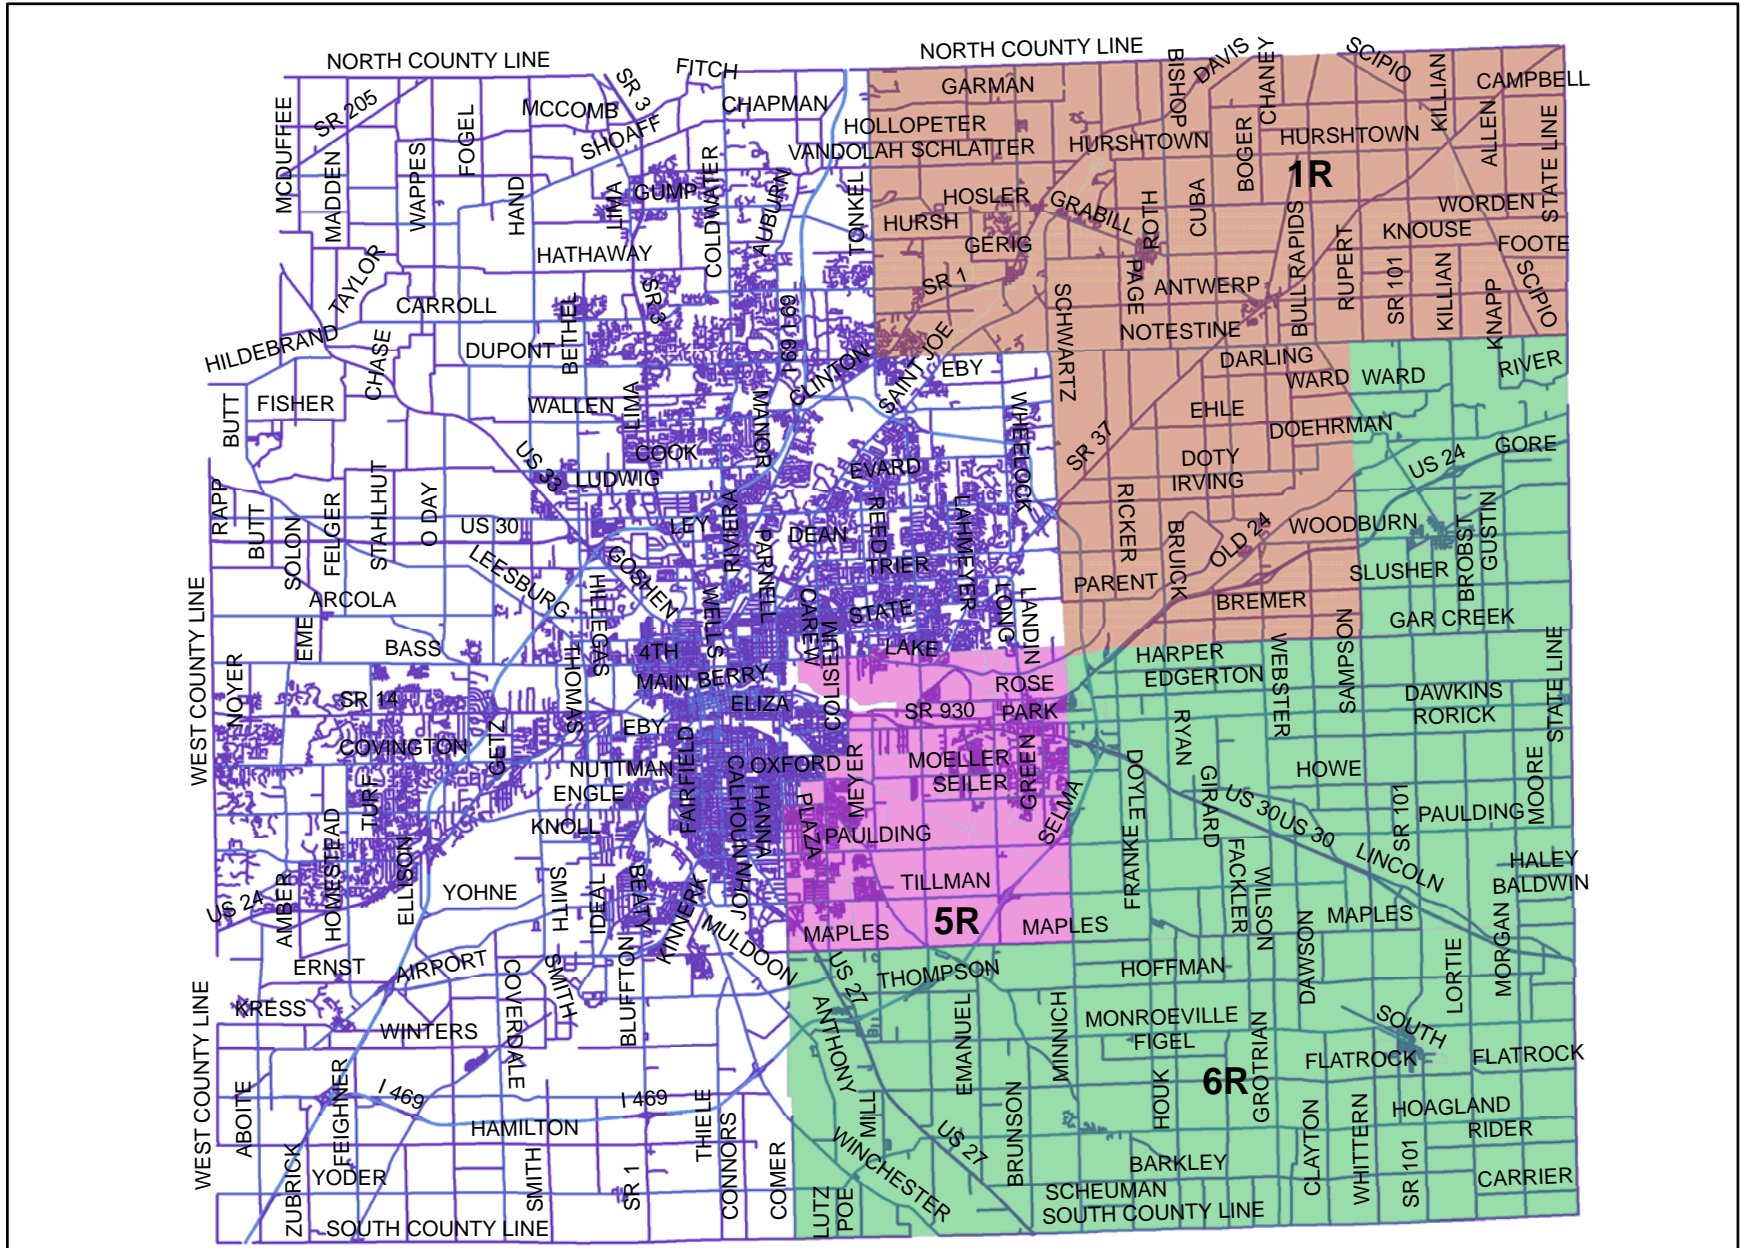 NORTH COUNTY LINE
NORTH COUNTY LINE
FITCH
SR 3
BISHOP
DAVIS
CHANEY
SCIPIO
KILLIAN
CAMPBELL
GARMAN
MCDUFFEE
SR 205
FOGEL
MCCOMB
SHOAFF
CHAPMAN
HOLLOPETER
VANDOLAH
SCHLATTER
HURSHTOWN
BOGER
HURSHTOWN
ALLEN
STATE LINE
1R
MADDEN
WAPPES
HAND
LIMA
GUMP
COLDWATER
AUBURN
TONKEL
HOSLER
HURSH
GERIG
GRABILL
ROTH
CUBA
WORDEN
KNOUSE
FOOTE
HATHAWAY
TAYLOR
CARROLL
SR 3
SR 1
SCHWARTZ
PAGE
ANTWERP
BULL RAPIDS
RUPERT
SR 101
KILLIAN
KNAPP
SCIPIO
I 69
I 69
NOTESTINE
HILDEBRAND
CHASE
DUPONT
BETHEL
CLINTON
SAINT JOE
EBY
DARLING
WARD
WARD
RIVER
BUTT
FISHER
WALLEN
LIMA
MANOR
WHEELOCK
EHLE
DOEHRMAN
SR 37
COOK
US 33
LUDWIG
EVARD
DOTY
IRVING
US 24
GORE
RAPP
BUTT
SOLON
FELGER
STAHLHUT
O DAY
US 30
LEY
RIVIERA
PARNELL
DEAN
REED
LAHMEYER
TRIER
RICKER
BRUICK
OLD 24
WOODBURN
BROBST
GUSTIN
LEESBURG
GOSHEN
HILLEGAS
WELLS
CAREW
STATE
LONG
LANDIN
PARENT
BREMER
SLUSHER
GAR CREEK
WEST COUNTY LINE
ARCOLA
EME
BASS
THOMAS
4TH
MAIN
BERRY
COLISEUM
LAKE
HARPER
EDGERTON
WEBSTER
SAMPSON
STATE LINE
NOYER
SR 14
ELIZA
ROSE
SR 930
PARK
DAWKINS
RORICK
COVINGTON
GETZ
EBY
FAIRFIELD
RYAN
NUTTMAN
ENGLE
CALHOUN
HANNA
OXFORD
MEYER
MOELLER
SEILER
GREEN
SELMA
DOYLE
GIRARD
HOWE
MOORE
TURF
KNOLL
PLAZA
PAULDING
US 30
US 30
SR 101
PAULDING
HOMESTEAD
ELLISON
YOHNE
SMITH
IDEAL
BEATY
KINNERK
JOHN
TILLMAN
FRANKE
FACKLER
WILSON
LINCOLN
HALEY
BALDWIN
US 24
AMBER
MULDOON
5R
MAPLES
MAPLES
MAPLES
DAWSON
LORTIE
MORGAN
ERNST
AIRPORT
COVERDALE
SMITH
BLUFFTON
US 27
THOMPSON
HOFFMAN
WEST COUNTY LINE
KRESS
WINTERS
ANTHONY
EMANUEL
MINNICH
MONROEVILLE
FIGEL
GROTRIAN
SOUTH
FLATROCK
FLATROCK
ABOITE
FEIGHNER
I 469
I 469
THIELE
MILL
BRUNSON
HOUK
6R
HOAGLAND
RIDER
HAMILTON
CONNORS
COMER
US 27
WINCHESTER
CLAYTON
WHITTERN
SR 101
ZUBRICK
YODER
SMITH
SR 1
BARKLEY
CARRIER
LUTZ
POE
SCHEUMAN
SOUTH COUNTY LINE
SOUTH COUNTY LINE